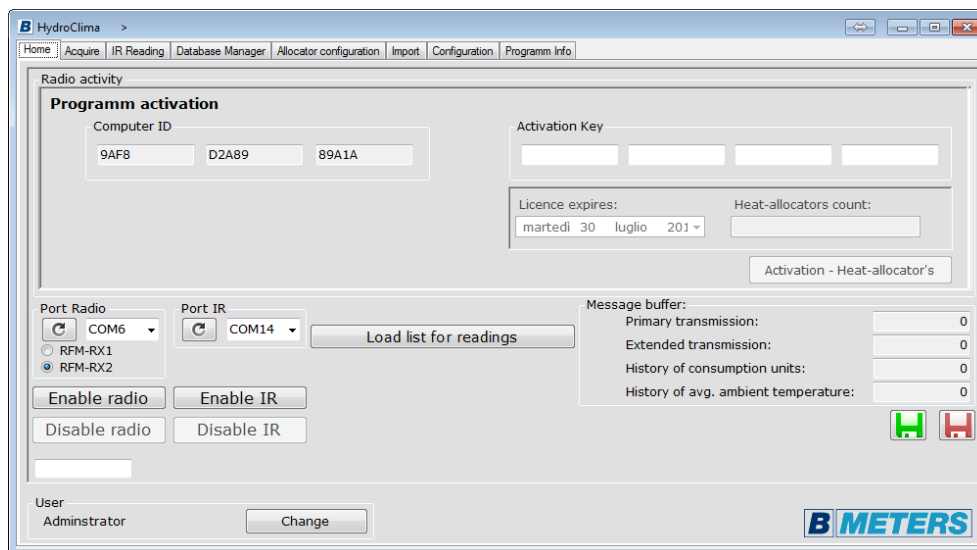 B HydroClima >
Home Acquire IR Reading Database Manager Allocator configuration Import Configuration Programm Info
Radio activity
Programm activation
Computer ID
9AF8 D2A89 89A1A
Activation Key
Licence expires: Heat-allocators count:
martedì 30 luglio 201
Activation - Heat-allocator's
Port Radio Port IR
COM6 COM14
RFM-RX1
RFM-RX2
Load list for readings
Message buffer:
Primary transmission: 0
Extended transmission: 0
History of consumption units: 0
History of avg. ambient temperature: 0
Enable radio Enable IR
Disable radio Disable IR
User
Adminstrator Change
B METERS